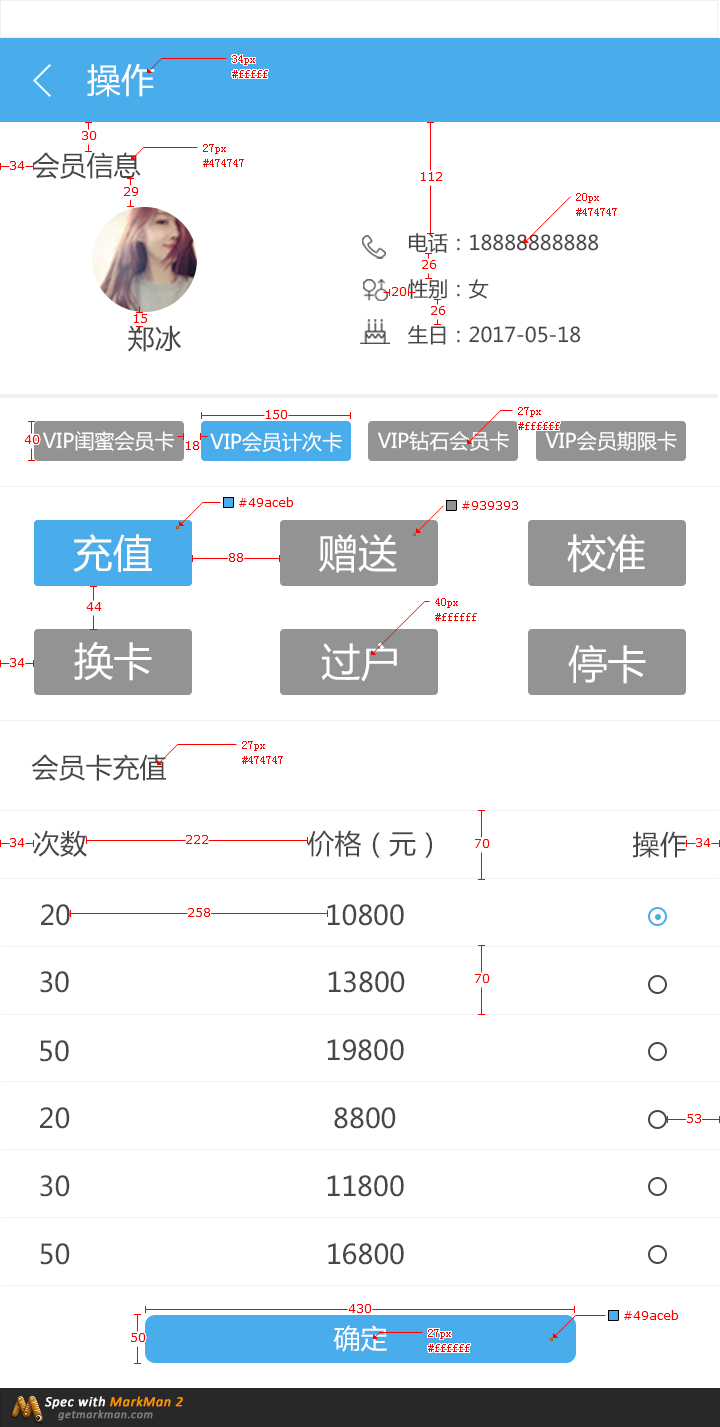 操作
34px
#ffffff
30
34
会员信息
27px
#474747
29
112
20px
#474747
电话：18888888888
26
20
性别：女
26
15
郑冰
生日：2017-05-18
150
27px
#ffffff
40
VIP闺蜜会员卡
18
VIP会员计次卡
VIP钻石会员卡
VIP会员期限卡
#49aceb
#939393
充值
88
赠送
校准
44
40px
#ffffff
34
换卡
过户
停卡
27px
#474747
会员卡充值
34
次数
222
价格（元）
70
操作
34
20
258
10800
30
13800
70
50
19800
20
8800
53
30
11800
50
16800
430
#49aceb
50
确定
27px
#ffffff
Spec with MarkMan 2
getmarkman.com